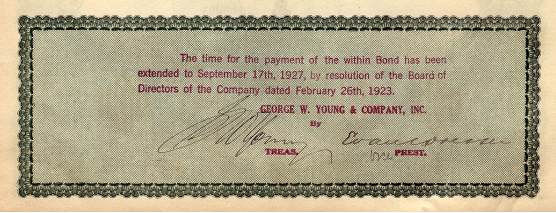 The time for the payment of the within Bond has been
extended to September 17th, 1927, by resolution of the Board of
Directors of the Company dated February 26th, 1923.
GEORGE W. YOUNG & COMPANY, INC.
By
TREAS. vice PREST.